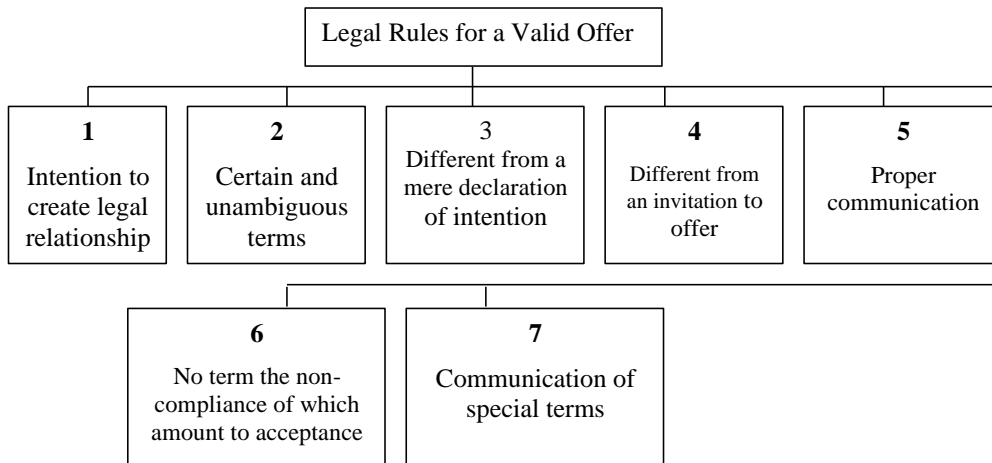 Legal Rules for a Valid Offer
1
Intention to
create legal
relationship
2
Certain and
unambiguous
terms
3
Different from a
mere declaration
of intention
4
Different from
an invitation to
offer
5
Proper
communication
6
No term the non-
compliance of which
amount to acceptance
7
Communication of
special terms